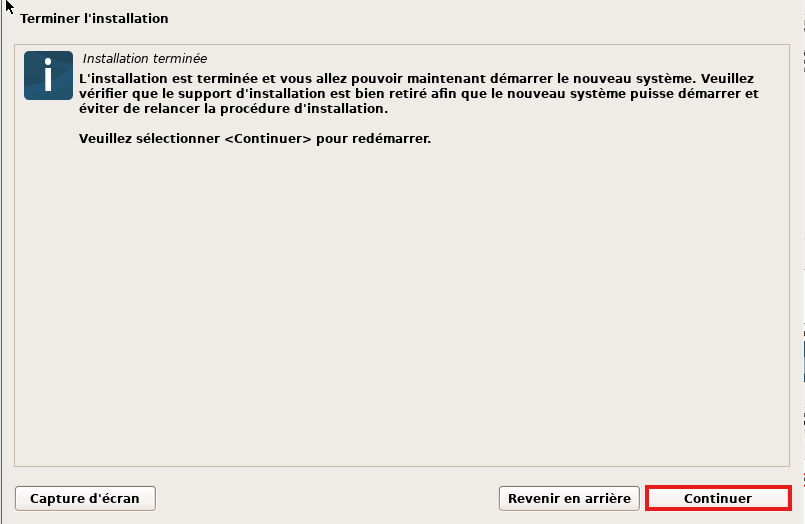 Terminer l'installation
Installation terminée
L'installation est terminée et vous allez pouvoir maintenant démarrer le nouveau système. Veuillez
vérifier que le support d'installation est bien retiré afin que le nouveau système puisse démarrer et
éviter de relancer la procédure d'installation.
Veuillez sélectionner <Continuer> pour redémarrer.
Capture d'écran
Revenir en arrière
Continuer